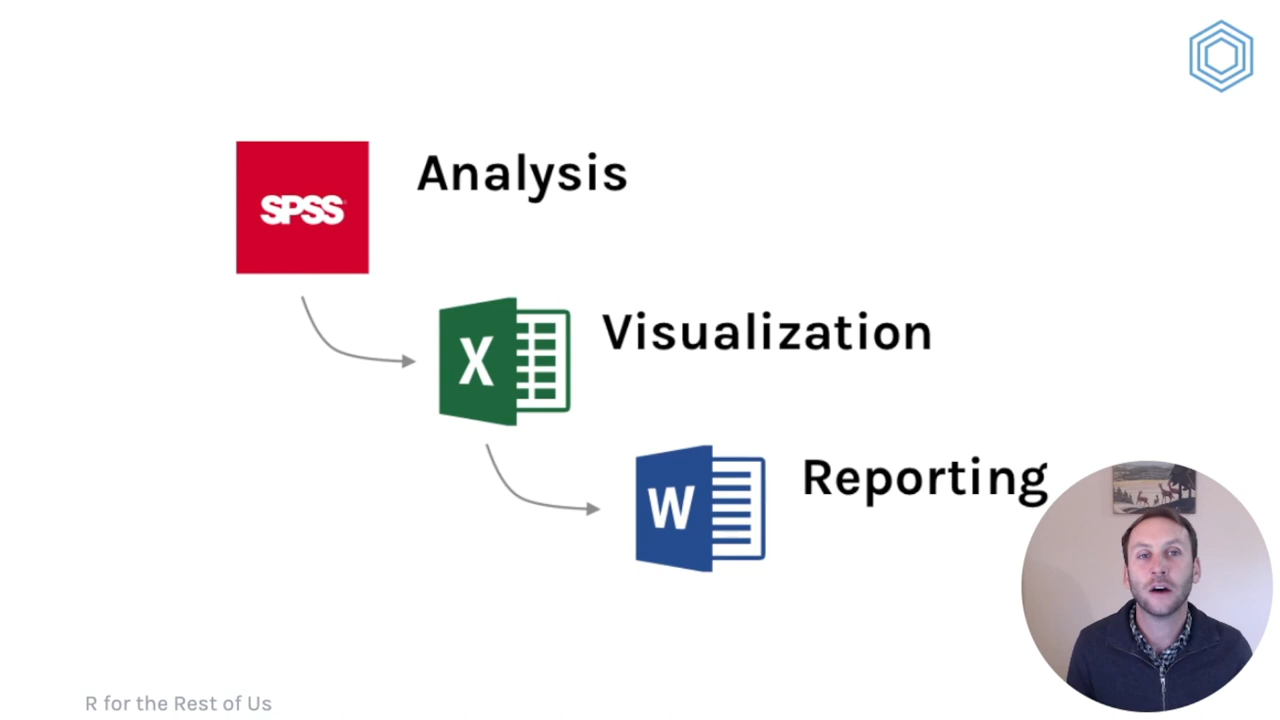 Analysis
SPSS
Visualization
X
Reporting
W
R for the Rest of Us